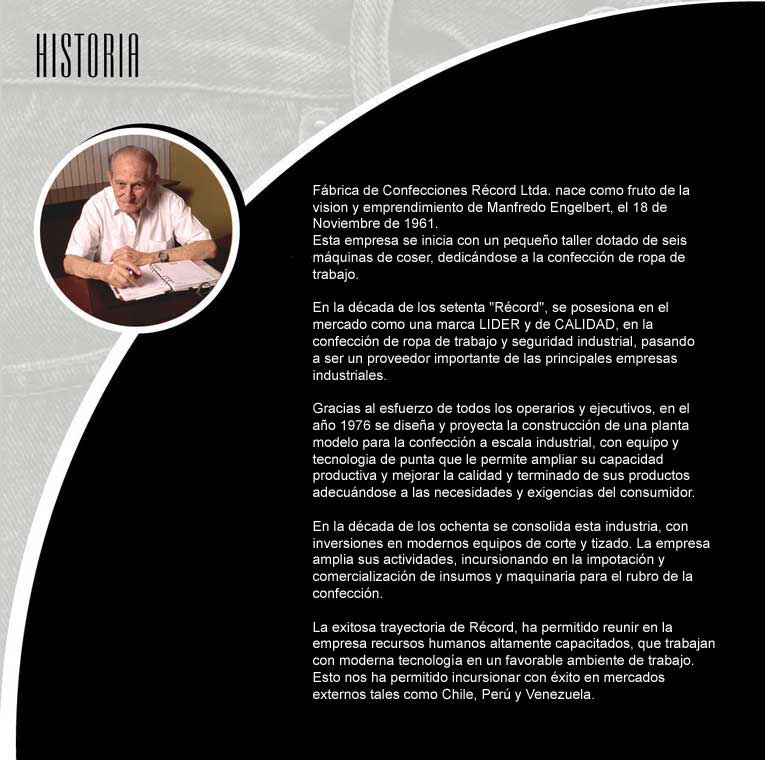 HISTORIA
Fábrica de Confecciones Récord Ltda. nace como fruto de la
vision y emprendimiento de Manfredo Engelbert, el 18 de
Noviembre de 1961.
Esta empresa se inicia con un pequeño taller dotado de seis
máquinas de coser, dedicándose a la confección de ropa de
trabajo.
En la década de los setenta "Récord", se posesiona en el
mercado como una marca LIDER y de CALIDAD, en la
confección de ropa de trabajo y seguridad industrial, pasando
a ser un proveedor importante de las principales empresas
industriales.
Gracias al esfuerzo de todos los operarios y ejecutivos, en el
año 1976 se diseña y proyecta la construcción de una planta
modelo para la confección a escala industrial, con equipo y
tecnologia de punta que le permite ampliar su capacidad
productiva y mejorar la calidad y terminado de sus productos
adecuándose a las necesidades y exigencias del consumidor.
En la década de los ochenta se consolida esta industria, con
inversiones en modernos equipos de corte y tizado. La empresa
amplia sus actividades, incursionando en la impotación y
comercialización de insumos y maquinaria para el rubro de la
confección.
La exitosa trayectoria de Récord, ha permitido reunir en la
empresa recursos humanos altamente capacitados, que trabajan
con moderna tecnología en un favorable ambiente de trabajo.
Esto nos ha permitido incursionar con éxito en mercados
externos tales como Chile, Perú y Venezuela.